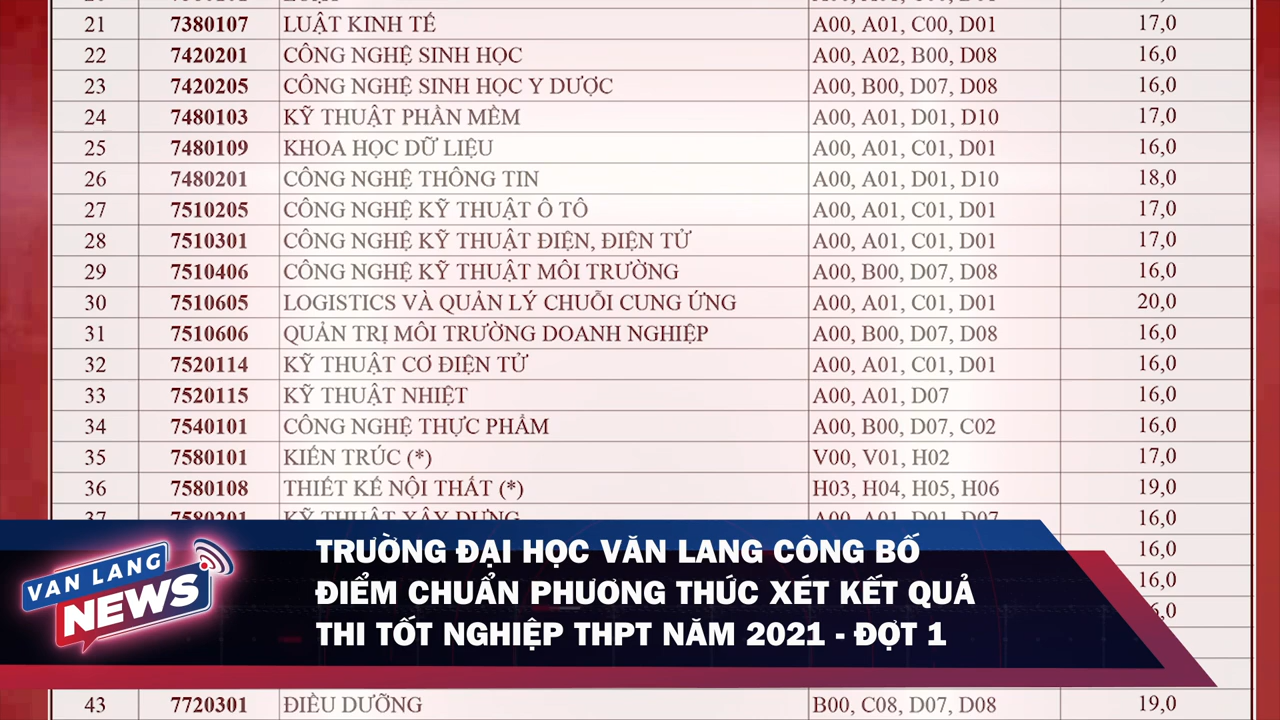 21 7380107 LUẬT KINH TẾ A00, A01, C00, D01 17,0
22 7420201 CÔNG NGHỆ SINH HỌC A00, A02, B00, D08 16,0
23 7420205 CÔNG NGHỆ SINH HỌC Y DƯỢC A00, B00, D07, D08 16,0
24 7480103 KỸ THUẬT PHẦN MỀM A00, A01, D01, D10 17,0
25 7480109 KHOA HỌC DỮ LIỆU A00, A01, C01, D01 16,0
26 7480201 CÔNG NGHỆ THÔNG TIN A00, A01, D01, D10 18,0
27 7510205 CÔNG NGHỆ KỸ THUẬT Ô TÔ A00, A01, C01, D01 17,0
28 7510301 CÔNG NGHỆ KỸ THUẬT ĐIỆN, ĐIỆN TỬ A00, A01, C01, D01 17,0
29 7510406 CÔNG NGHỆ KỸ THUẬT MÔI TRƯỜNG A00, B00, D07, D08 16,0
30 7510605 LOGISTICS VÀ QUẢN LÝ CHUỖI CUNG ỨNG A00, A01, C01, D01 20,0
31 7510606 QUẢN TRỊ MÔI TRƯỜNG DOANH NGHIỆP A00, B00, D07, D08 16,0
32 7520114 KỸ THUẬT CƠ ĐIỆN TỬ A00, A01, C01, D01 16,0
33 7520115 KỸ THUẬT NHIỆT A00, A01, D07 16,0
34 7540101 CÔNG NGHỆ THỰC PHẨM A00, B00, D07, C02 16,0
35 7580101 KIẾN TRÚC (*) V00, V01, H02 17,0
36 7580108 THIẾT KẾ NỘI THẤT (*) H03, H04, H05, H06 19,0
37 7580201 KỸ THUẬT XÂY DỰNG A00, A01, D01, D07 16,0
16,0
16,0
VAN LANG NEWS
TRƯỜNG ĐẠI HỌC VĂN LANG CÔNG BỐ
ĐIỂM CHUẨN PHƯƠNG THỨC XÉT KẾT QUẢ
THI TỐT NGHIỆP THPT NĂM 2021 - ĐỢT 1
43 7720301 ĐIỀU DƯỠNG B00, C08, D07, D08 19,0